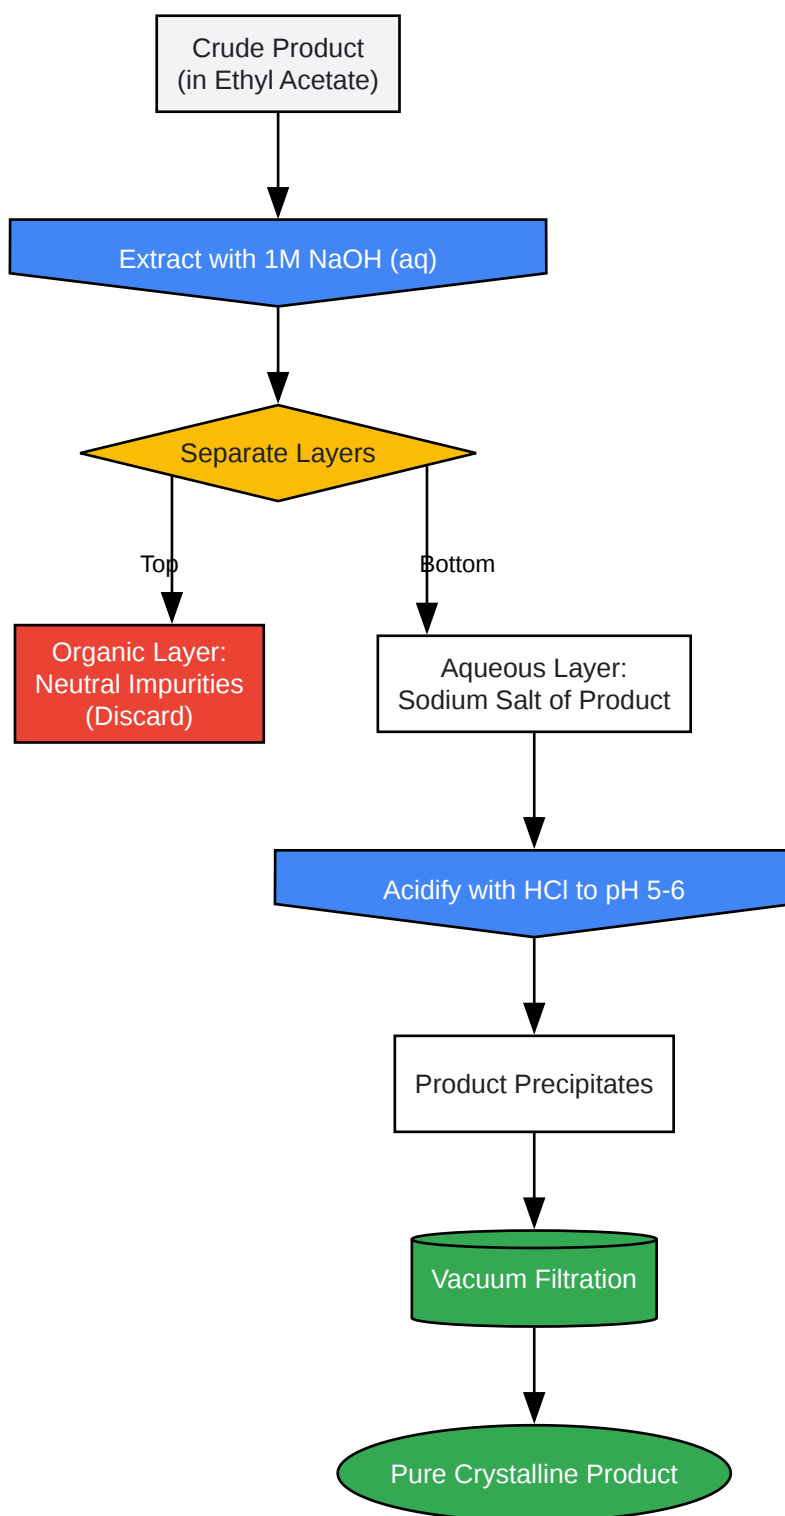 Crude Product
(in Ethyl Acetate)
Extract with 1M NaOH (aq)
Separate Layers
Top
Bottom
Organic Layer:
Neutral Impurities
(Discard)
Aqueous Layer:
Sodium Salt of Product
Acidify with HCl to pH 5-6
Product Precipitates
Vacuum Filtration
Pure Crystalline Product